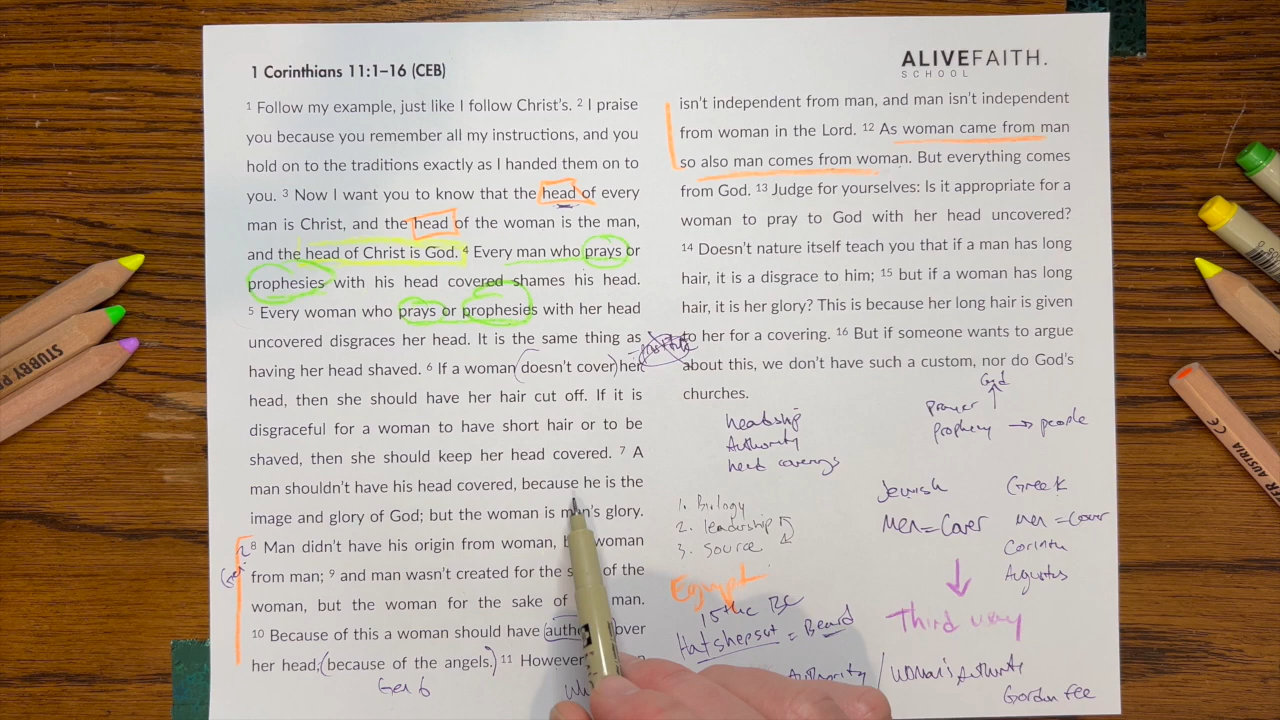 1 Corinthians 11:1–16 (CEB)
ALIVEFAITH.
SCHOOL
1 Follow my example, just like I follow Christ's. 2 I praise
you because you remember all my instructions, and you
hold on to the traditions exactly as I handed them on to
you. 3 Now I want you to know that the head of every
man is Christ, and the head of the woman is the man,
and the head of Christ is God. 4 Every man who prays or
prophesies with his head covered shames his head.
5 Every woman who prays or prophesies with her head
uncovered disgraces her head. It is the same thing as
having her head shaved. 6 If a woman (doesn't cover) her
head, then she should have her hair cut off. If it is
disgraceful for a woman to have short hair or to be
shaved, then she should keep her head covered. 7 A
man shouldn't have his head covered, because he is the
image and glory of God; but the woman is man's glory.
8 Man didn't have his origin from woman, woman
from man; 9 and man wasn't created for the of the
woman, but the woman for the sake of man.
10 Because of this a woman should have over
her head, (because of the angels.) 11 However
Gen 2
Gen 6
isn't independent from man, and man isn't independent
from woman in the Lord. 12 As woman came from man
so also man comes from woman. But everything comes
from God. 13 Judge for yourselves: Is it appropriate for a
woman to pray to God with her head uncovered?
14 Doesn't nature itself teach you that if a man has long
hair, it is a disgrace to him; 15 but if a woman has long
hair, it is her glory? This is because her long hair is given
to her for a covering. 16 But if someone wants to argue
about this, we don't have such a custom, nor do God's
churches.
headship
Authority
head coverings
God
prayer
prophecy → people
1. Biology
2. leadership
3. Source
Jewish
Men = Cover
Greek
men = cover
Corinth
Augustus
Third way
Egypt
15the BC
Hatshepsut = Beard
Authority / Woman's Authority
Gordon Fee
STUBBY
FR AUSTRIA